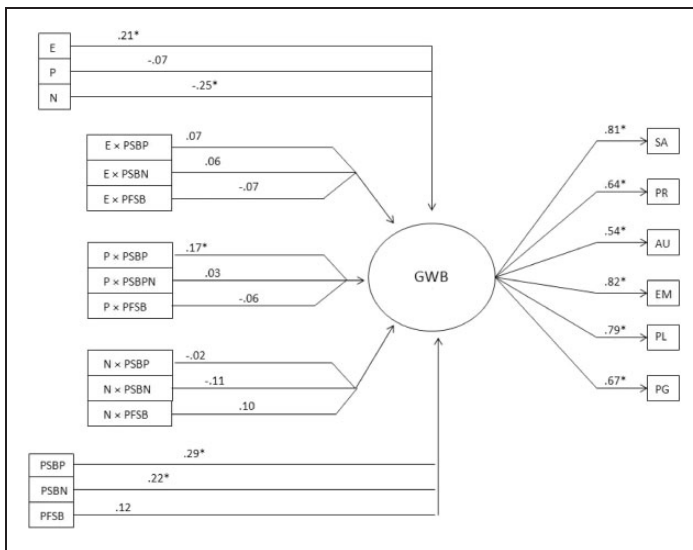 E .21*
P -.07
N -.25*
E × PSBP .07
E × PSBN .06
E × PFSB -.07
P × PSBP .17*
P × PSBPN .03
P × PFSB -.06
N × PSBP -.02
N × PSBN -.11
N × PFSB .10
PSBP .29*
PSBN .22*
PFSB .12
GWB
.81* SA
.64* PR
.54* AU
.82* EM
.79* PL
.67* PG